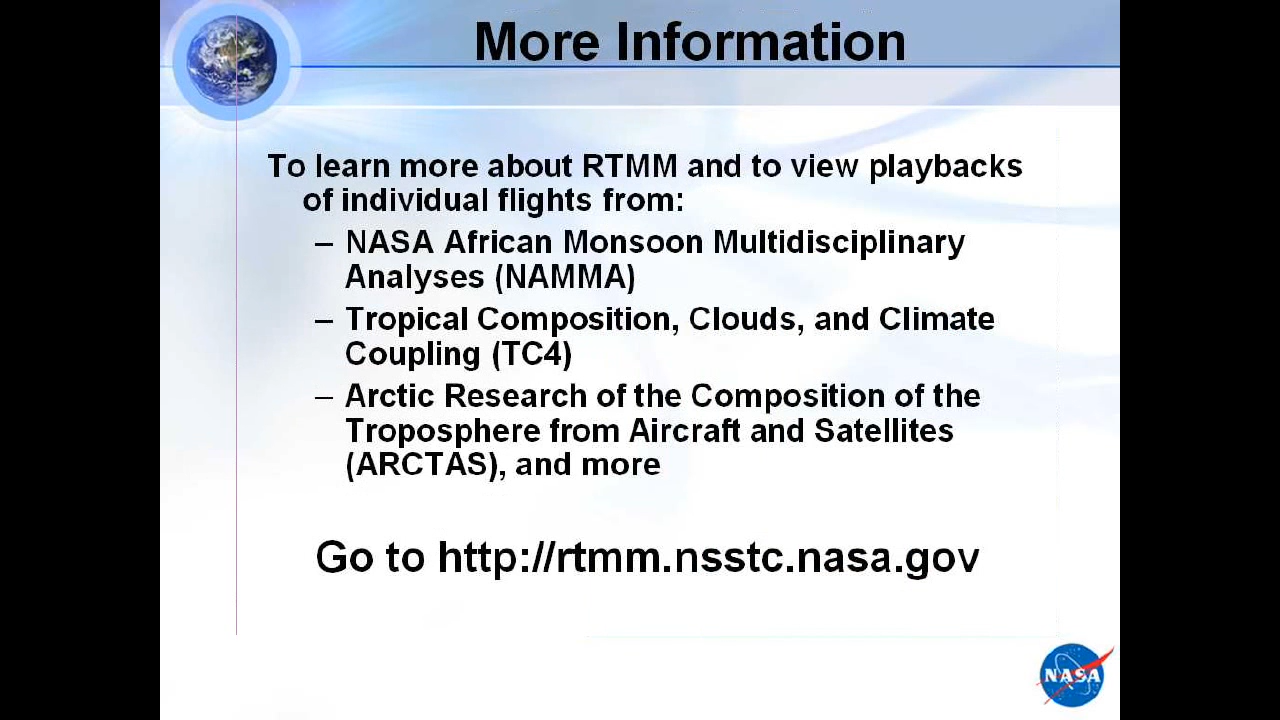 More Information
To learn more about RTMM and to view playbacks
of individual flights from:
– NASA African Monsoon Multidisciplinary
Analyses (NAMMA)
– Tropical Composition, Clouds, and Climate
Coupling (TC4)
– Arctic Research of the Composition of the
Troposphere from Aircraft and Satellites
(ARCTAS), and more
Go to http://rtmm.nsstc.nasa.gov
NASA